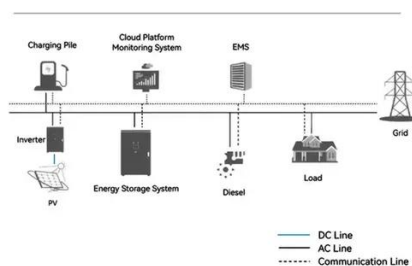 Charging Pile
Cloud Platform
Monitoring System
EMS
Grid
Inverter
PV
Energy Storage System
Diesel
Load
DC Line
AC Line
Communication Line